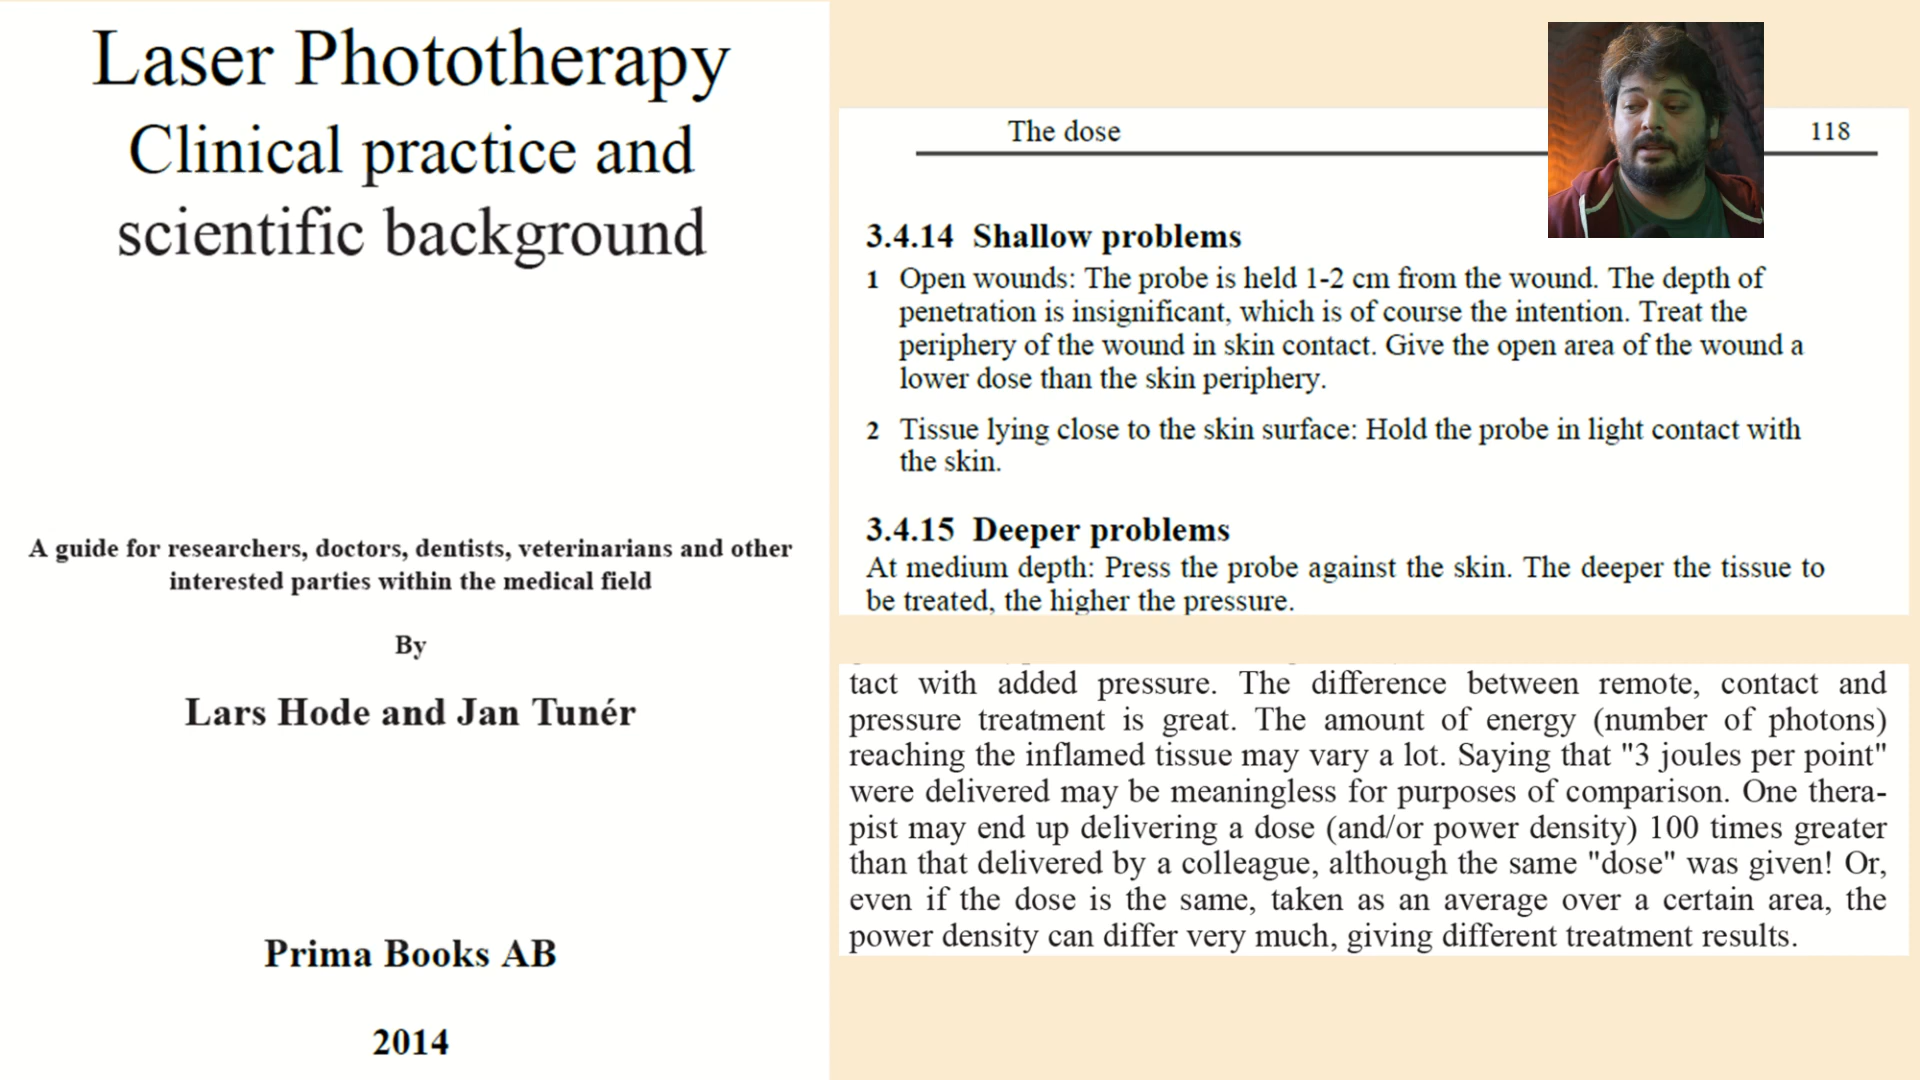 Laser Phototherapy
Clinical practice and
scientific background
A guide for researchers, doctors, dentists, veterinarians and other
interested parties within the medical field
By
Lars Hode and Jan Tunér
Prima Books AB
2014
The dose 118
3.4.14 Shallow problems
1 Open wounds: The probe is held 1-2 cm from the wound. The depth of
penetration is insignificant, which is of course the intention. Treat the
periphery of the wound in skin contact. Give the open area of the wound a
lower dose than the skin periphery.
2 Tissue lying close to the skin surface: Hold the probe in light contact with
the skin.
3.4.15 Deeper problems
At medium depth: Press the probe against the skin. The deeper the tissue to
be treated, the higher the pressure.
tact with added pressure. The difference between remote, contact and
pressure treatment is great. The amount of energy (number of photons)
reaching the inflamed tissue may vary a lot. Saying that "3 joules per point"
were delivered may be meaningless for purposes of comparison. One thera-
pist may end up delivering a dose (and/or power density) 100 times greater
than that delivered by a colleague, although the same "dose" was given! Or,
even if the dose is the same, taken as an average over a certain area, the
power density can differ very much, giving different treatment results.